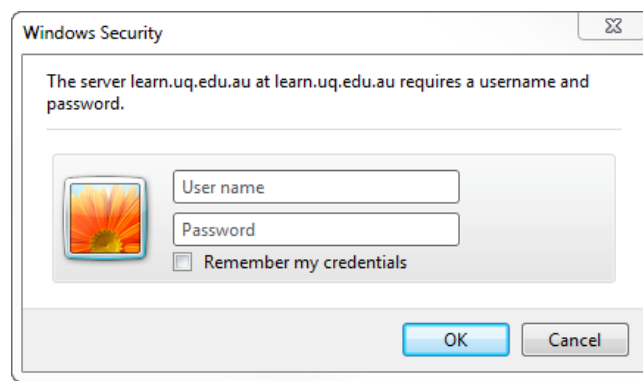 Windows Security
The server learn.uq.edu.au at learn.uq.edu.au requires a username and
password.
User name
Password
Remember my credentials
OK
Cancel